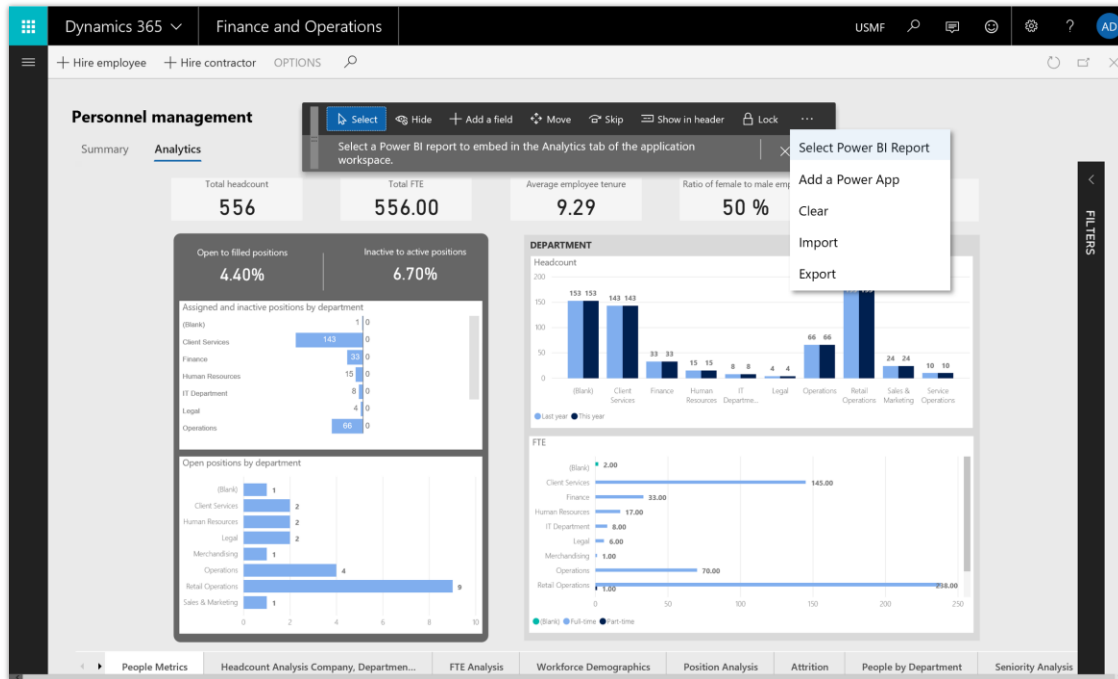 Dynamics 365 Finance and Operations USMF ? AD
+ Hire employee + Hire contractor OPTIONS
Personnel management
Select Hide + Add a field Move Skip Show in header Lock ...
Summary Analytics
Select a Power BI report to embed in the Analytics tab of the application
workspace.
Select Power BI Report
Add a Power App
Clear
Import
Export
FILTERS
Total headcount
556
Total FTE
556.00
Average employee tenure
9.29
Ratio of female to male emp
50 %
Open to filled positions
4.40%
Inactive to active positions
6.70%
Assigned and inactive positions by department
(Blank) 1 0
Client Services 143 0
Finance 33 0
Human Resources 15 0
IT Department 8 0
Legal 4 0
Operations 66 0
Open positions by department
(Blank) 1
Client Services 2
Human Resources 2
Legal 2
Merchandising 1
Operations 4
Retail Operations 9
Sales & Marketing 1
0 2 4 6 8 10
DEPARTMENT
Headcount
200
150
100
50
0
153 153 143 143 33 33 15 15 8 8 4 4 66 66 24 24 10 10
(Blank) Client Finance Human IT Legal Operations Retail Sales & Service
Services Resources Departme... Operations Marketing Operations
Last year This year
FTE
(Blank) 2.00
Client Services 145.00
Finance 33.00
Human Resources 17.00
IT Department 8.00
Legal 6.00
Merchandising 1.00
Operations 70.00
Retail Operations 238.00
1.00
0 50 100 150 200 250
(Blank) Full-time Part-time
People Metrics Headcount Analysis Company, Departmen... FTE Analysis Workforce Demographics Position Analysis Attrition People by Department Seniority Analysis